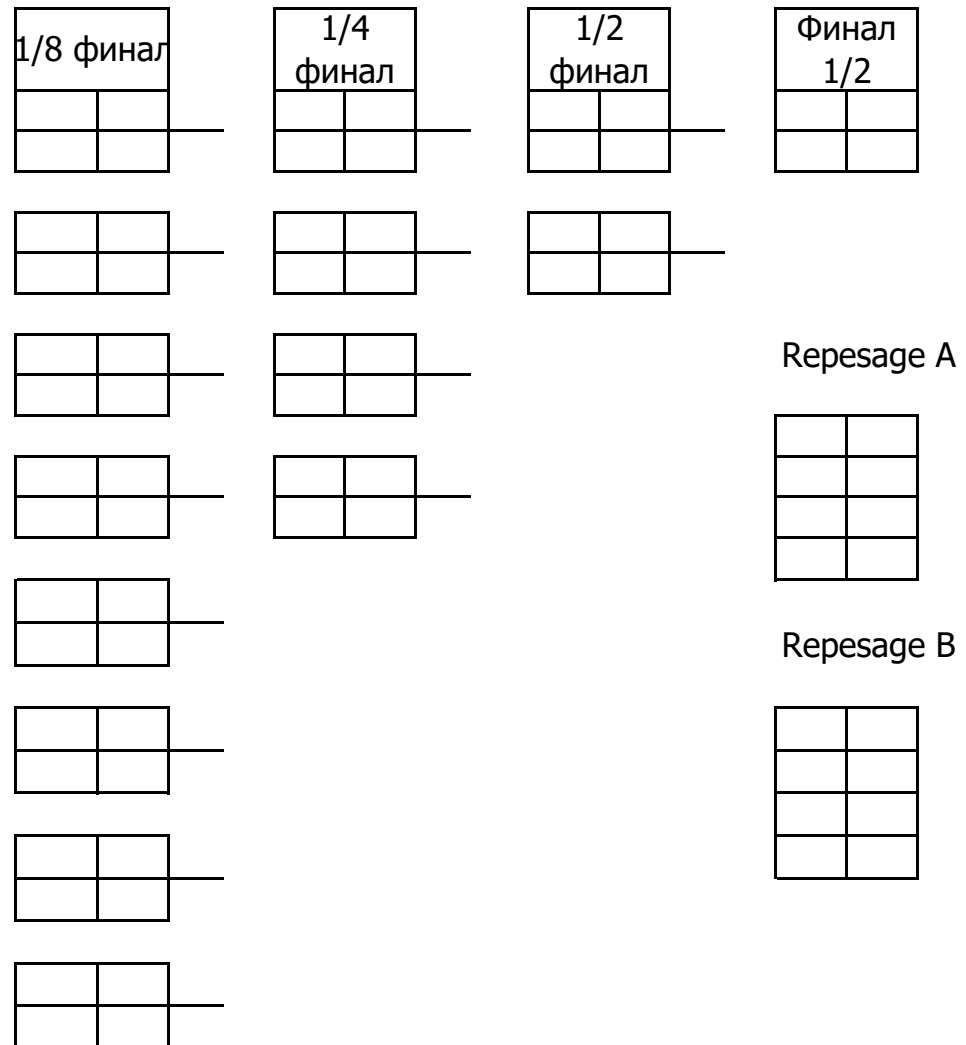 1/8 финал
1/4
финал
1/2
финал
Финал
1/2
Repesage A
Repesage B